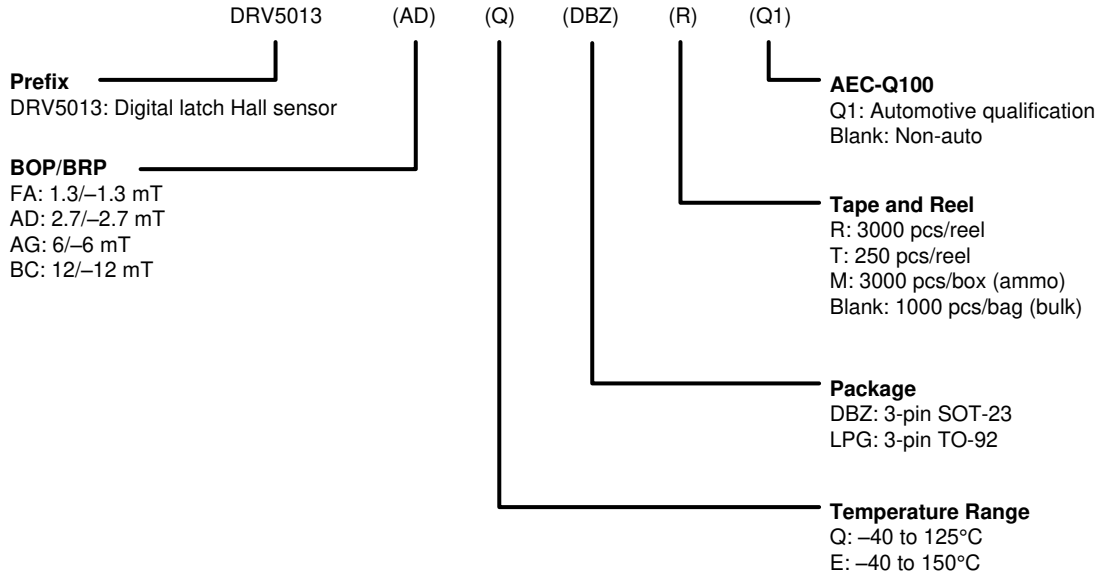 DRV5013 (AD) (Q) (DBZ) (R) (Q1)
Prefix
DRV5013: Digital latch Hall sensor
BOP/BRP
FA: 1.3/–1.3 mT
AD: 2.7/–2.7 mT
AG: 6/–6 mT
BC: 12/–12 mT
AEC-Q100
Q1: Automotive qualification
Blank: Non-auto
Tape and Reel
R: 3000 pcs/reel
T: 250 pcs/reel
M: 3000 pcs/box (ammo)
Blank: 1000 pcs/bag (bulk)
Package
DBZ: 3-pin SOT-23
LPG: 3-pin TO-92
Temperature Range
Q: –40 to 125°C
E: –40 to 150°C